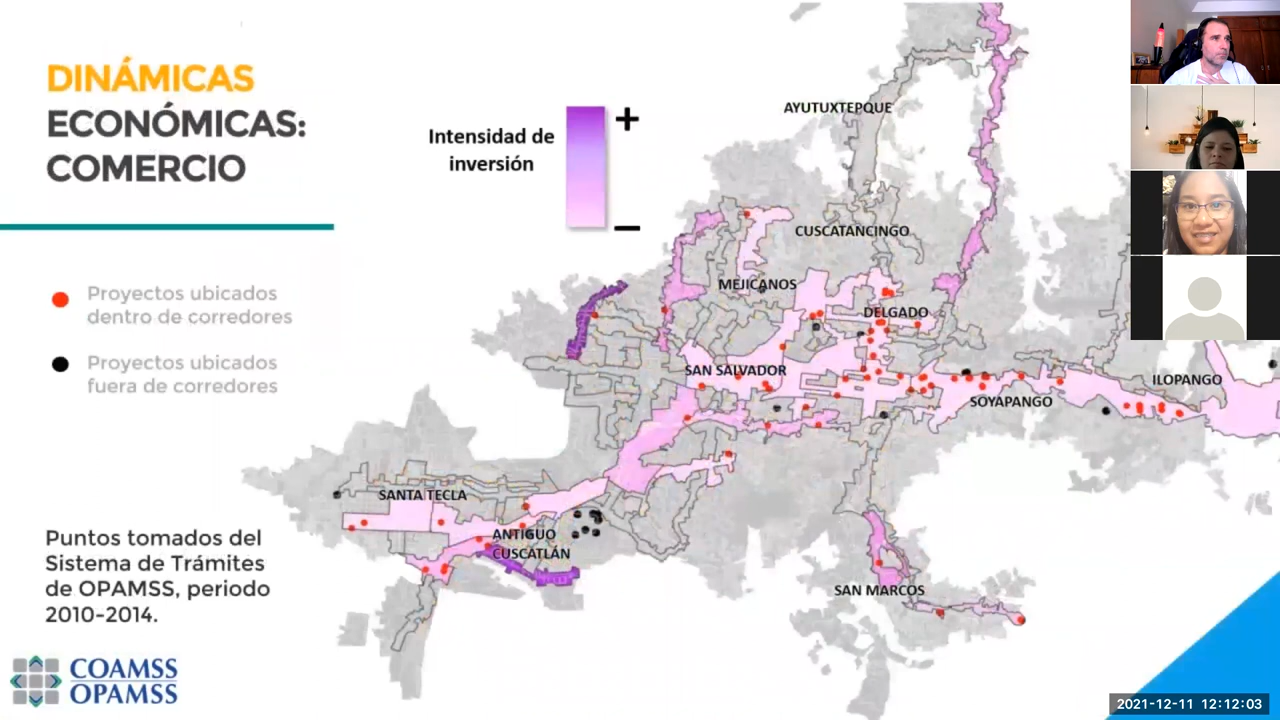 DINÁMICAS
ECONÓMICAS:
COMERCIO
Intensidad de
inversión
+
−
Proyectos ubicados
dentro de corredores
Proyectos ubicados
fuera de corredores
AYUTUXTEPQUE
CUSCATANCINGO
MEJICANOS
DELGADO
SAN SALVADOR
ILOPANGO
SOYAPANGO
SANTA TECLA
ANTIGUO
CUSCATLÁN
SAN MARCOS
Puntos tomados del
Sistema de Trámites
de OPAMSS, periodo
2010-2014.
COAMSS
OPAMSS
2021-12-11 12:12:03